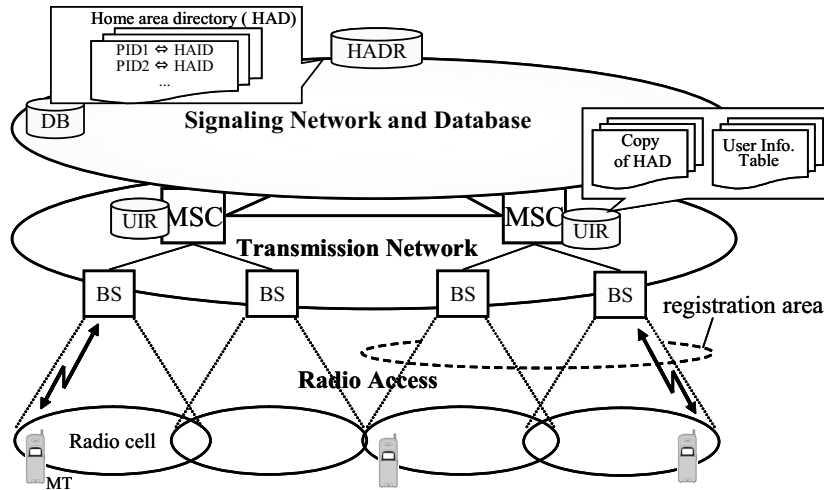 Home area directory ( HAD)
PID1 ⇔ HAID
PID2 ⇔ HAID
...
HADR
DB
Signaling Network and Database
Copy
of HAD
User Info.
Table
UIR
MSC
MSC
UIR
Transmission Network
BS
BS
BS
BS
registration area
Radio Access
Radio cell
MT